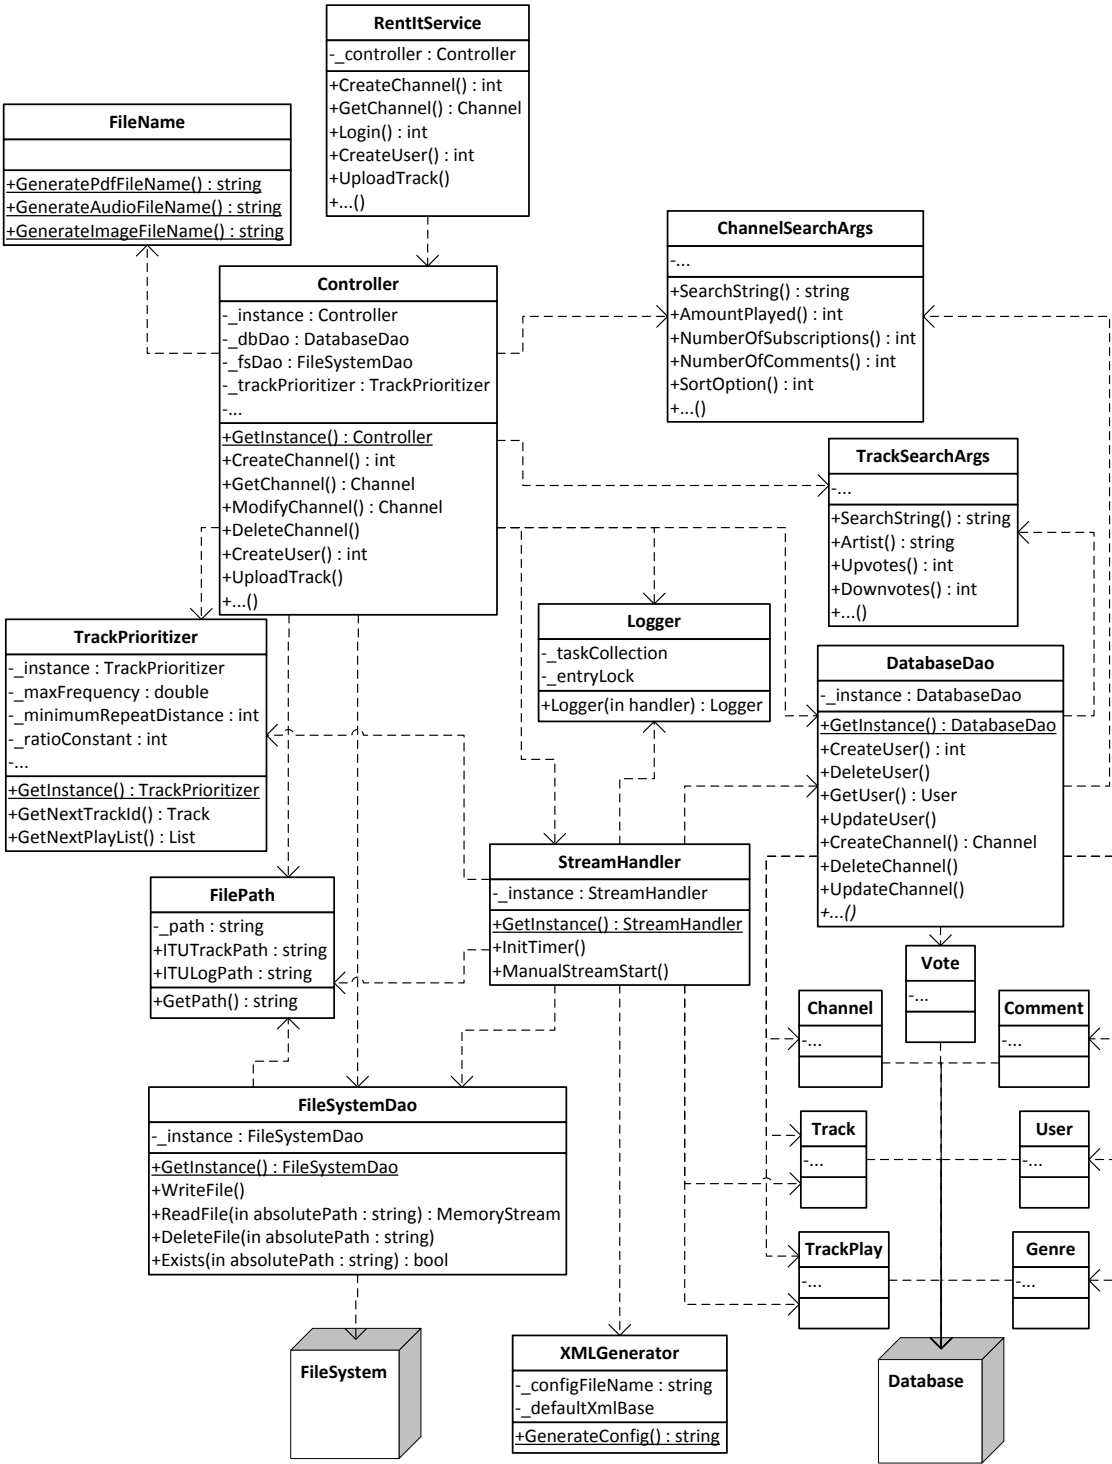 RentItService
-_controller : Controller
+CreateChannel() : int
+GetChannel() : Channel
+Login() : int
+CreateUser() : int
+UploadTrack()
+...()
FileName
+GeneratePdfFileName() : string
+GenerateAudioFileName() : string
+GenerateImageFileName() : string
ChannelSearchArgs
-...
+SearchString() : string
+AmountPlayed() : int
+NumberOfSubscriptions() : int
+NumberOfComments() : int
+SortOption() : int
+...()
Controller
-_instance : Controller
-_dbDao : DatabaseDao
-_fsDao : FileSystemDao
-_trackPrioritizer : TrackPrioritizer
-...
+GetInstance() : Controller
+CreateChannel() : int
+GetChannel() : Channel
+ModifyChannel() : Channel
+DeleteChannel()
+CreateUser() : int
+UploadTrack()
+...()
TrackSearchArgs
-...
+SearchString() : string
+Artist() : string
+Upvotes() : int
+Downvotes() : int
+...()
TrackPrioritizer
-_instance : TrackPrioritizer
-_maxFrequency : double
-_minimumRepeatDistance : int
-_ratioConstant : int
-...
+GetInstance() : TrackPrioritizer
+GetNextTrackId() : Track
+GetNextPlayList() : List
Logger
-_taskCollection
-_entryLock
+Logger(in handler) : Logger
DatabaseDao
-_instance : DatabaseDao
+GetInstance() : DatabaseDao
+CreateUser() : int
+DeleteUser()
+GetUser() : User
+UpdateUser()
+CreateChannel() : Channel
+DeleteChannel()
+UpdateChannel()
+...()
FilePath
-_path : string
+ITUTrackPath : string
+ITULogPath : string
+GetPath() : string
StreamHandler
-_instance : StreamHandler
+GetInstance() : StreamHandler
+InitTimer()
+ManualStreamStart()
Vote
-...
Channel
-...
Comment
-...
FileSystemDao
-_instance : FileSystemDao
+GetInstance() : FileSystemDao
+WriteFile()
+ReadFile(in absolutePath : string) : MemoryStream
+DeleteFile(in absolutePath : string)
+Exists(in absolutePath : string) : bool
Track
-...
User
-...
TrackPlay
-...
Genre
-...
FileSystem
XMLGenerator
-_configFileName : string
-_defaultXmlBase
+GenerateConfig() : string
Database